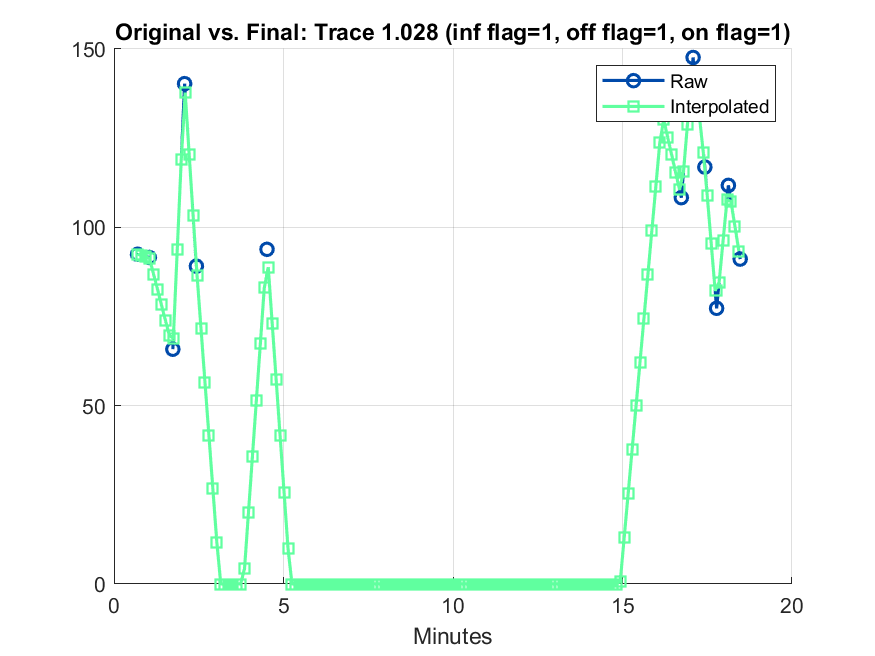 Original vs. Final: Trace 1.028 (inf flag=1, off flag=1, on flag=1)
150
Raw
Interpolated
100
50
0
0 5 10 15 20
Minutes